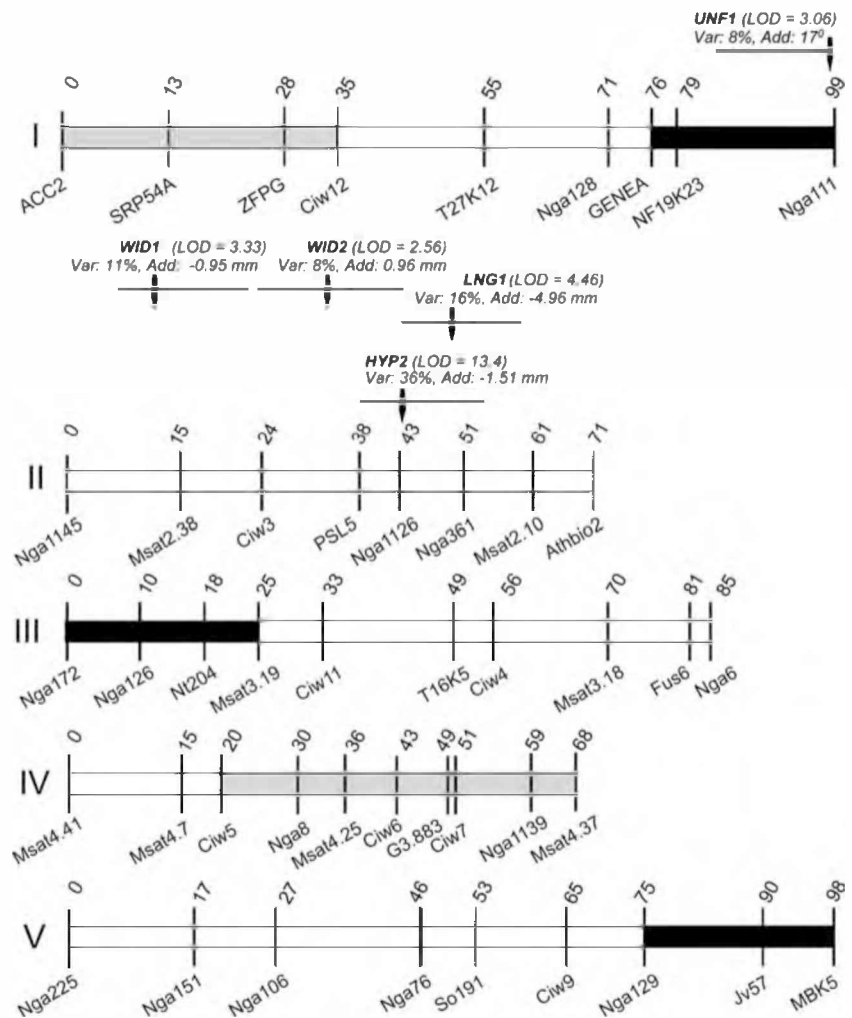 UNF1 (LOD = 3.06)
Var: 8%, Add: 17⁰
0 13 28 35 55 71 76 79 99
I
ACC2 SRP54A ZFPG Ciw12 T27K12 Nga128 GENEA NF19K23 Nga111
WID1 (LOD = 3.33)
Var: 11%, Add: -0.95 mm
WID2 (LOD = 2.56)
Var: 8%, Add: 0.96 mm
LNG1 (LOD = 4.46)
Var: 16%, Add: -4.96 mm
HYP2 (LOD = 13.4)
Var: 36%, Add: -1.51 mm
0 15 24 38 43 51 61 71
II
Nga1145 Msat2.38 Ciw3 PSL5 Nga1126 Nga361 Msat2.10 Athbio2
0 10 18 25 33 49 56 70 81 85
III
Nga172 Nga126 Nt204 Msat3.19 Ciw11 T16K5 Ciw4 Msat3.18 Fus6 Nga6
0 15 20 30 36 43 49 51 59 68
IV
Msat4.41 Msat4.7 Ciw5 Nga8 Msat4.25 Ciw6 G3.883 Ciw7 Nga1139 Msat4.37
0 17 27 46 53 65 75 90 98
V
Nga225 Nga151 Nga106 Nga76 So191 Ciw9 Nga129 Jv57 MBK5